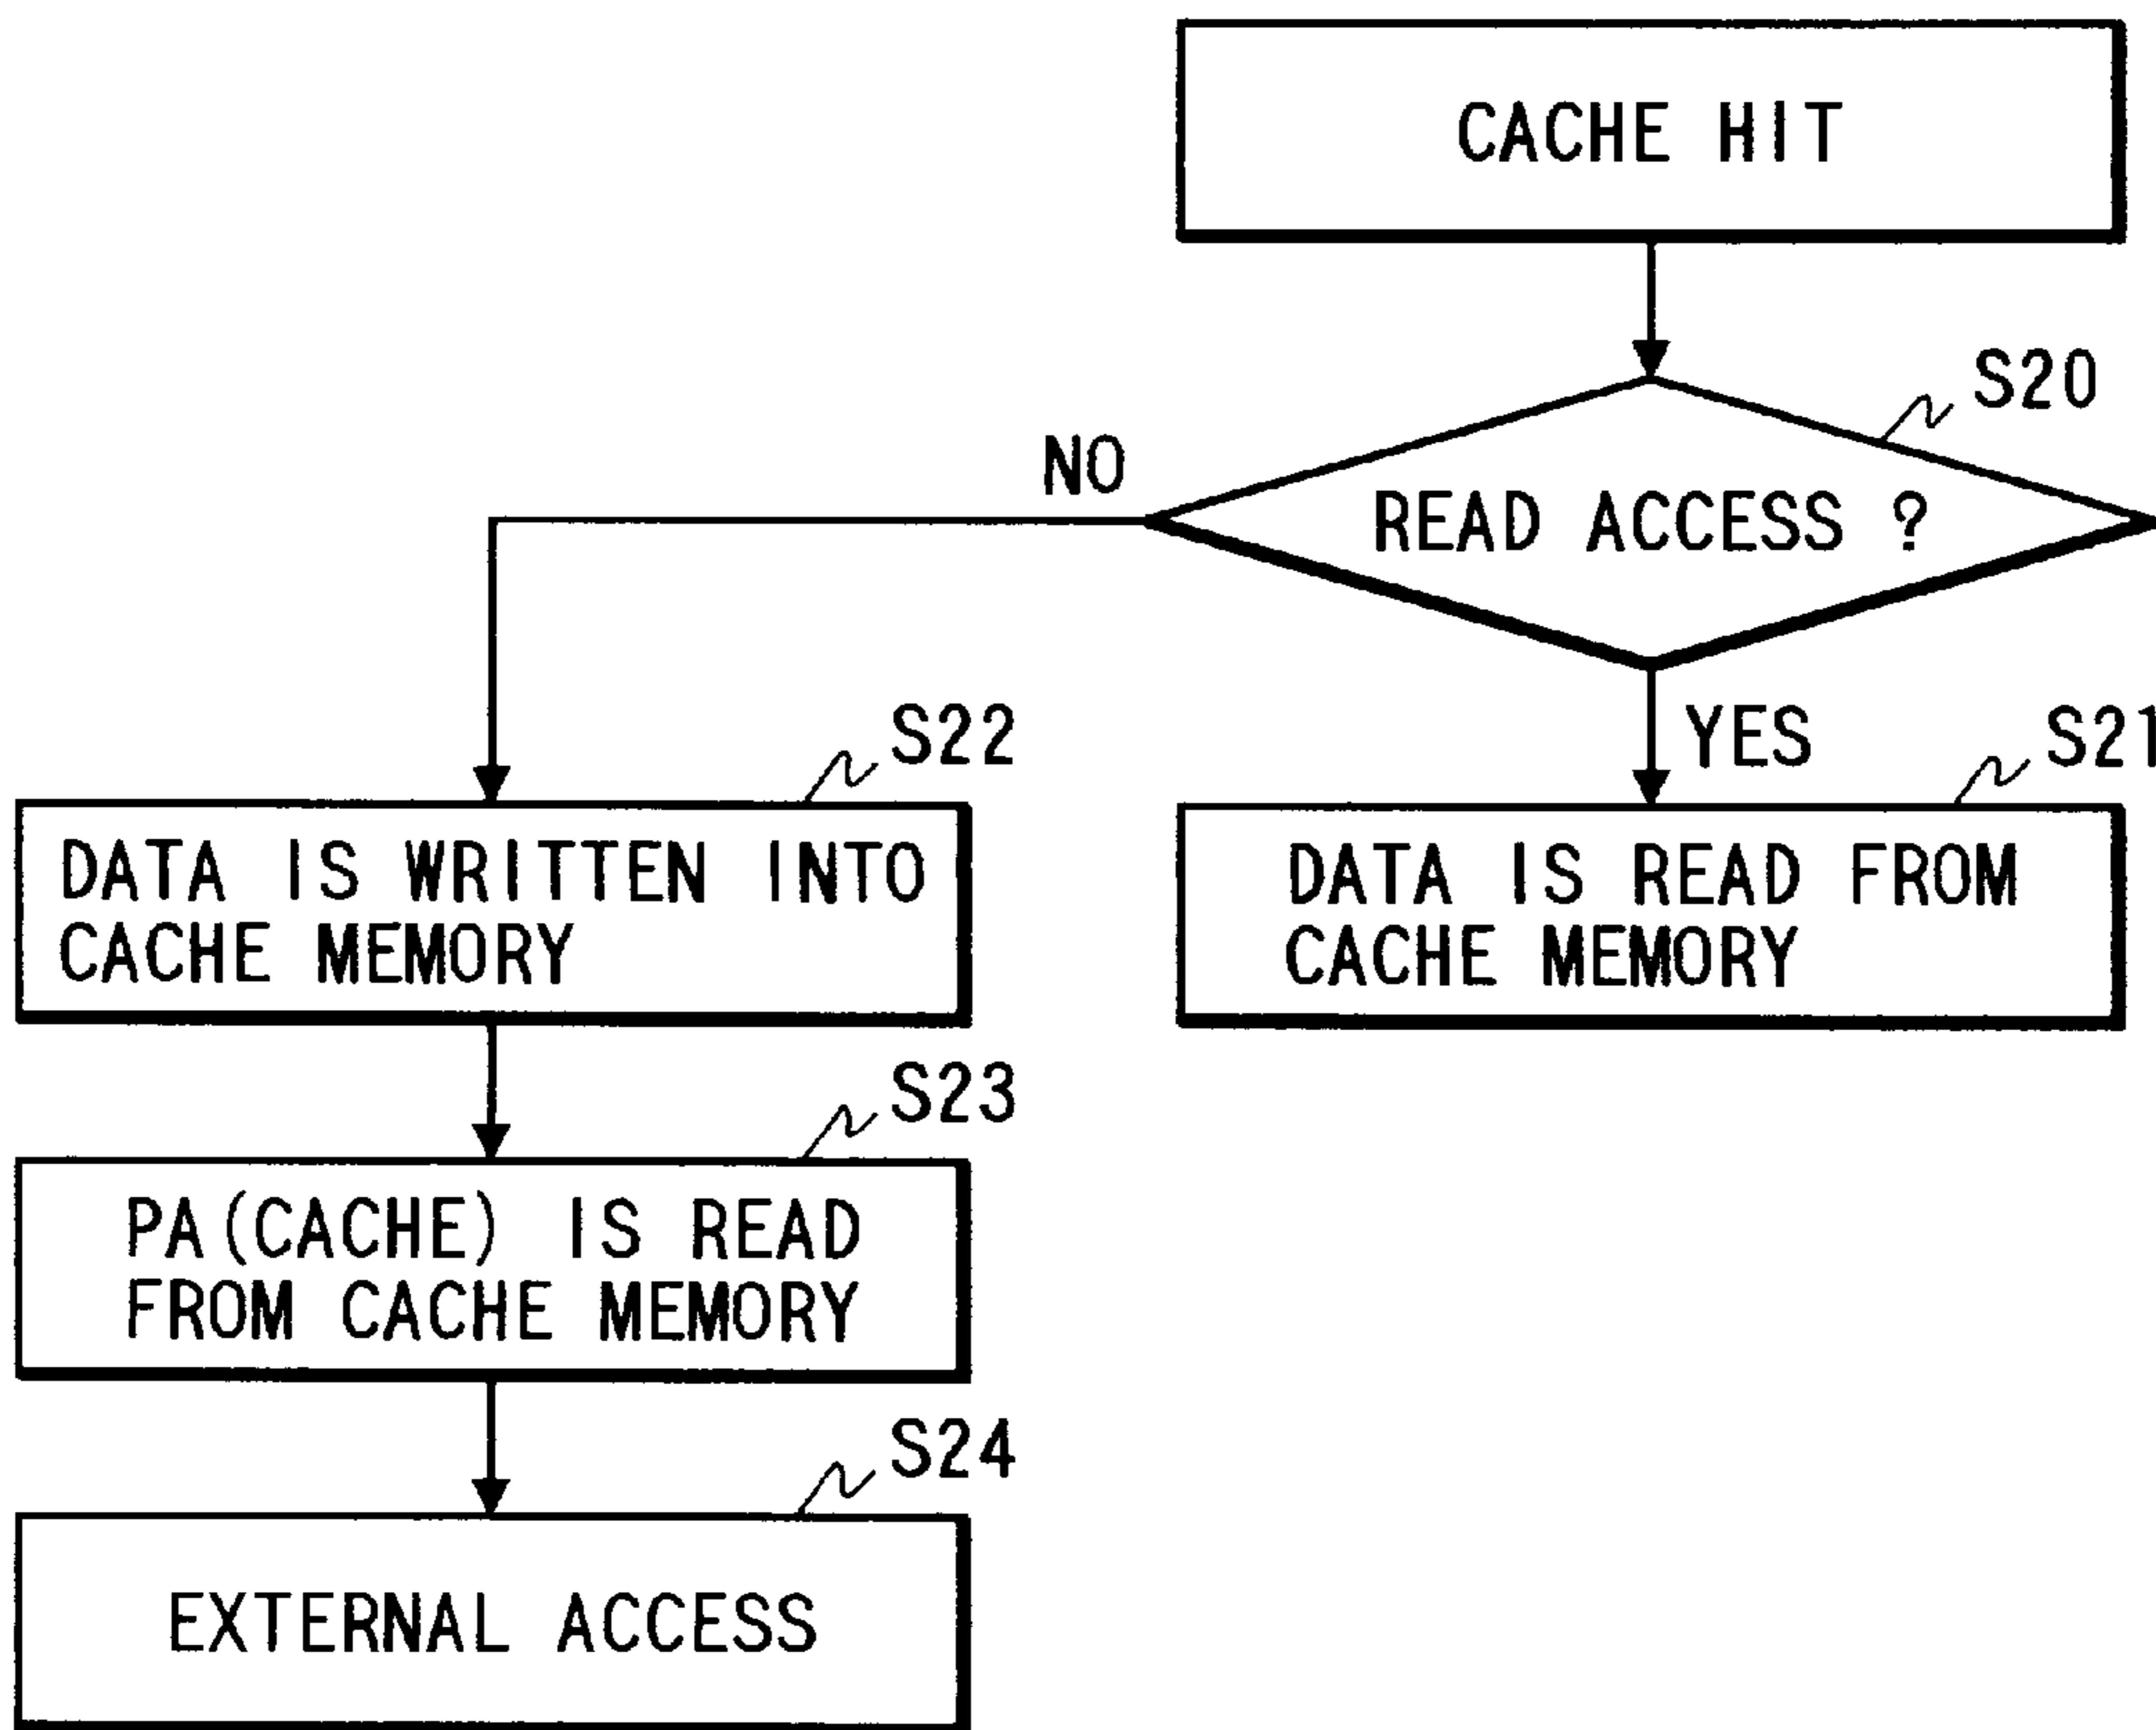 CACHE HIT
S20
NO
READ ACCESS ?
YES
S22
S21
DATA IS WRITTEN INTO
CACHE MEMORY
DATA IS READ FROM
CACHE MEMORY
S23
PA(CACHE) IS READ
FROM CACHE MEMORY
S24
EXTERNAL ACCESS